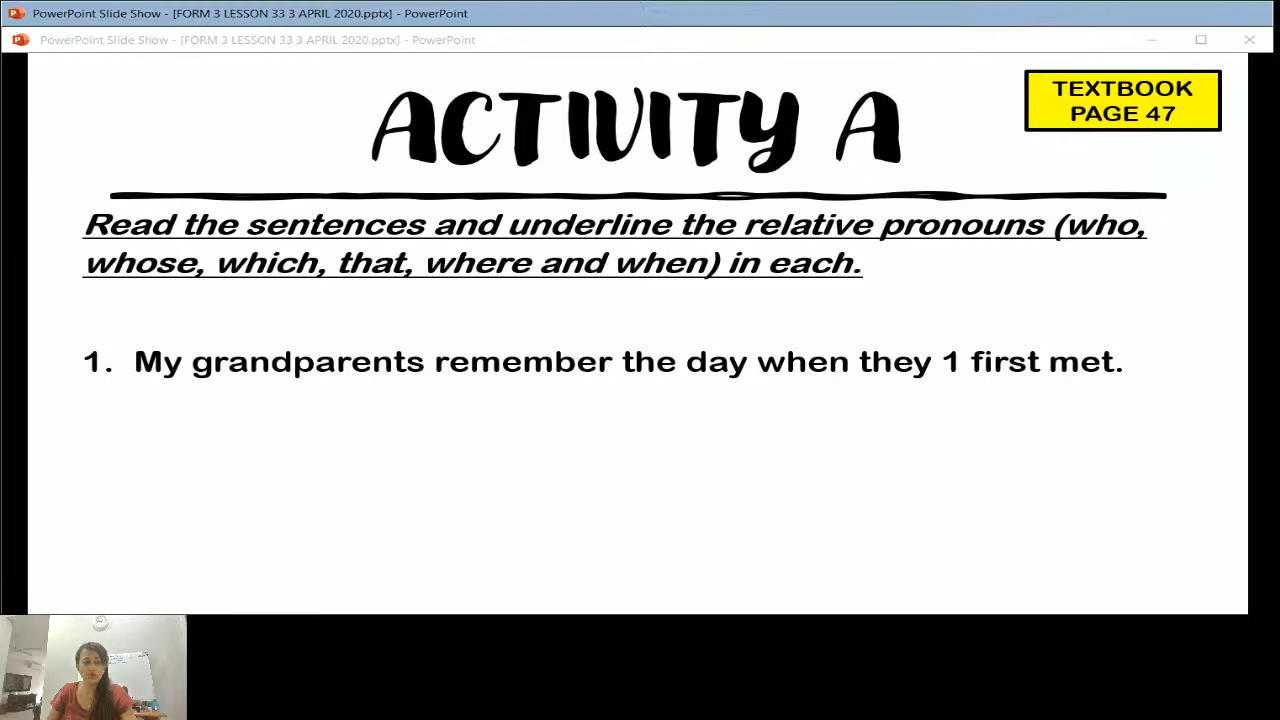 PowerPoint Slide Show - [FORM 3 LESSON 33 3 APRIL 2020.pptx] - PowerPoint
PowerPoint Slide Show - [FORM 3 LESSON 33 3 APRIL 2020.pptx] - PowerPoint
ACTIVITY A
TEXTBOOK
PAGE 47
Read the sentences and underline the relative pronouns (who,
whose, which, that, where and when) in each.
1. My grandparents remember the day when they 1 first met.